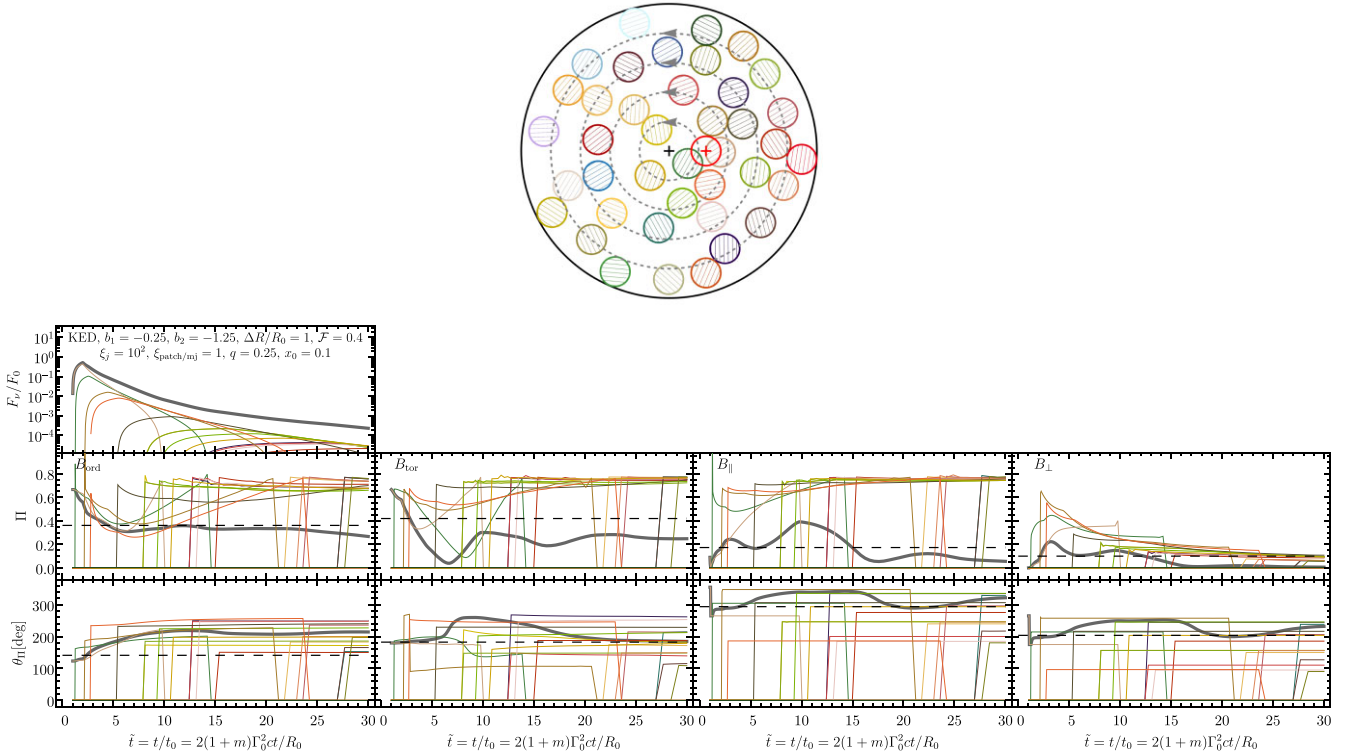 KED, b₁ = −0.25, b₂ = −1.25, ΔR/R₀ = 1, ℱ = 0.4
ξⱼ = 10², ξ_patch/mj = 1, q = 0.25, x₀ = 0.1
F_ν/F₀
10¹
10⁰
10⁻¹
10⁻²
10⁻³
10⁻⁴
B_ord
B_tor
B_∥
B_⊥
Π
0.8
0.6
0.4
0.2
0.0
θ_Π[deg]
300
200
100
0
0 5 10 15 20 25 30
0 5 10 15 20 25 30
0 5 10 15 20 25 30
0 5 10 15 20 25 30
t̃ = t/t₀ = 2(1 + m)Γ₀²ct/R₀
t̃ = t/t₀ = 2(1 + m)Γ₀²ct/R₀
t̃ = t/t₀ = 2(1 + m)Γ₀²ct/R₀
t̃ = t/t₀ = 2(1 + m)Γ₀²ct/R₀